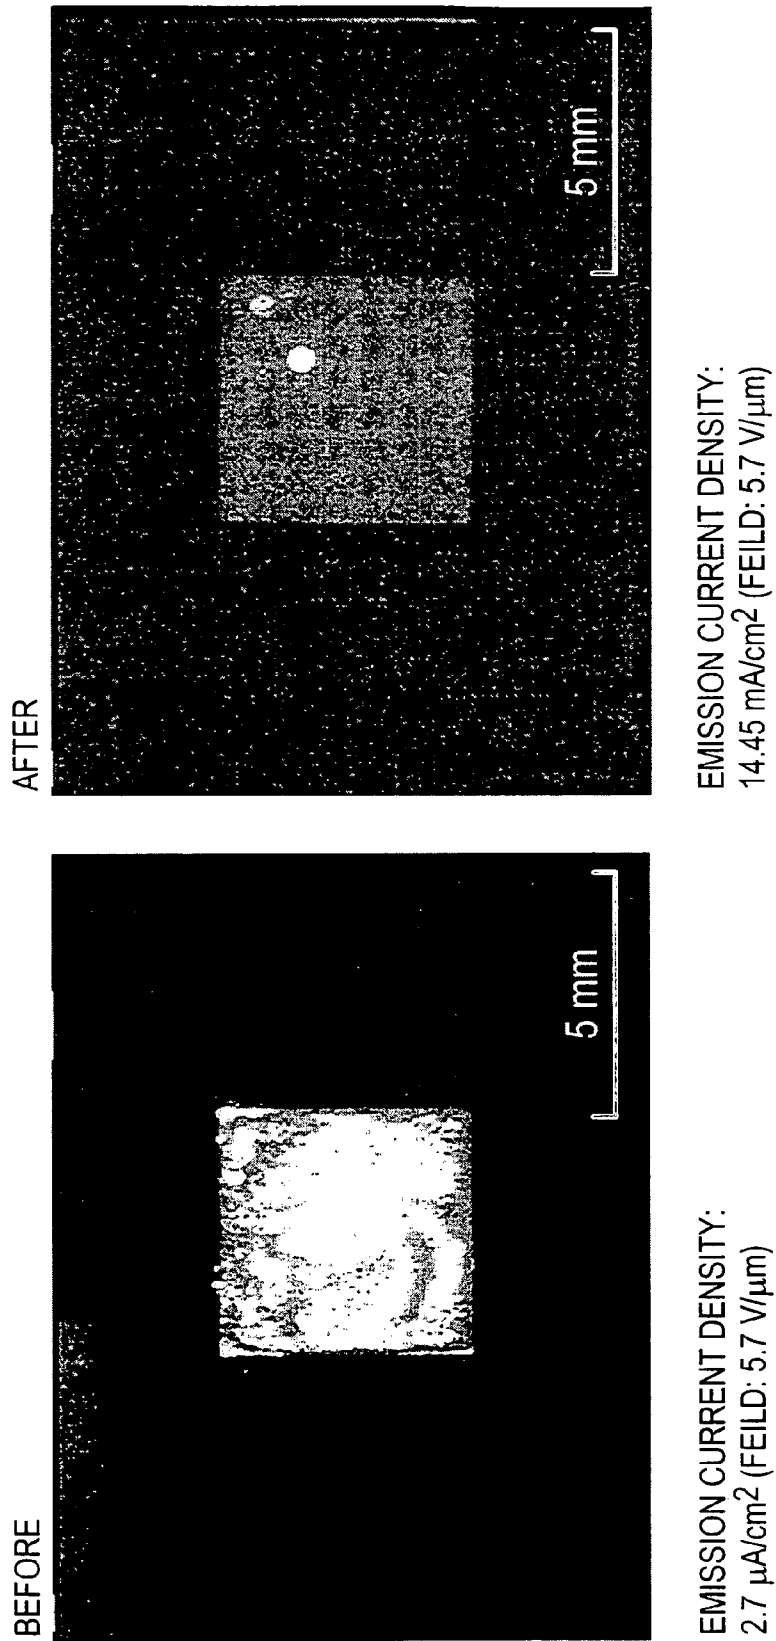 BEFORE
5 mm
EMISSION CURRENT DENSITY:
2.7 μA/cm² (FEILD: 5.7 V/μm)
AFTER
5 mm
EMISSION CURRENT DENSITY:
14.45 mA/cm² (FEILD: 5.7 V/μm)